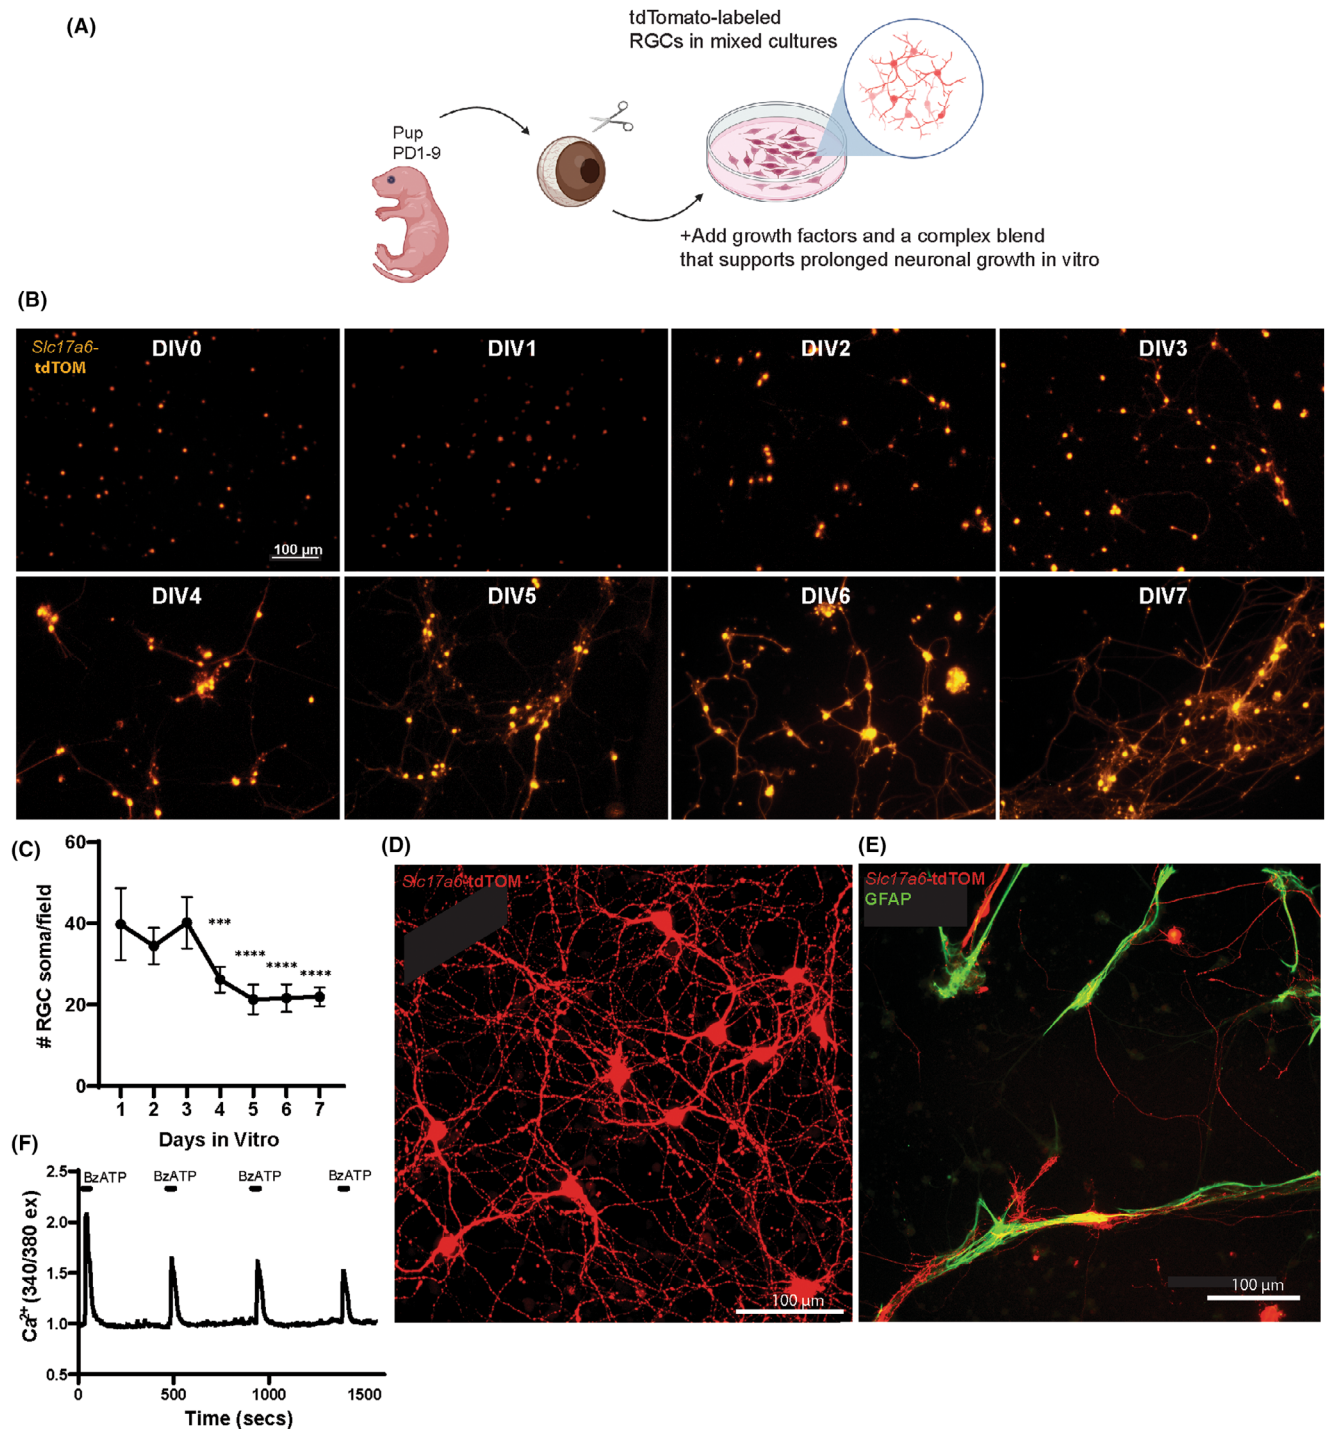 (A)
tdTomato-labeled
RGCs in mixed cultures
Pup
PD1-9
+Add growth factors and a complex blend
that supports prolonged neuronal growth in vitro
(B)
Slc17a6-
tdTOM
DIV0
DIV1
DIV2
DIV3
100 µm
DIV4
DIV5
DIV6
DIV7
(C)
60
40
20
0
# RGC soma/field
***
****
****
****
1 2 3 4 5 6 7
Days in Vitro
(D)
Slc17a6-tdTOM
100 µm
(E)
Slc17a6-tdTOM
GFAP
100 µm
(F)
2.5
2.0
1.5
1.0
0.5
Ca2+ (340/380 ex)
BzATP BzATP BzATP BzATP
0 500 1000 1500
Time (secs)